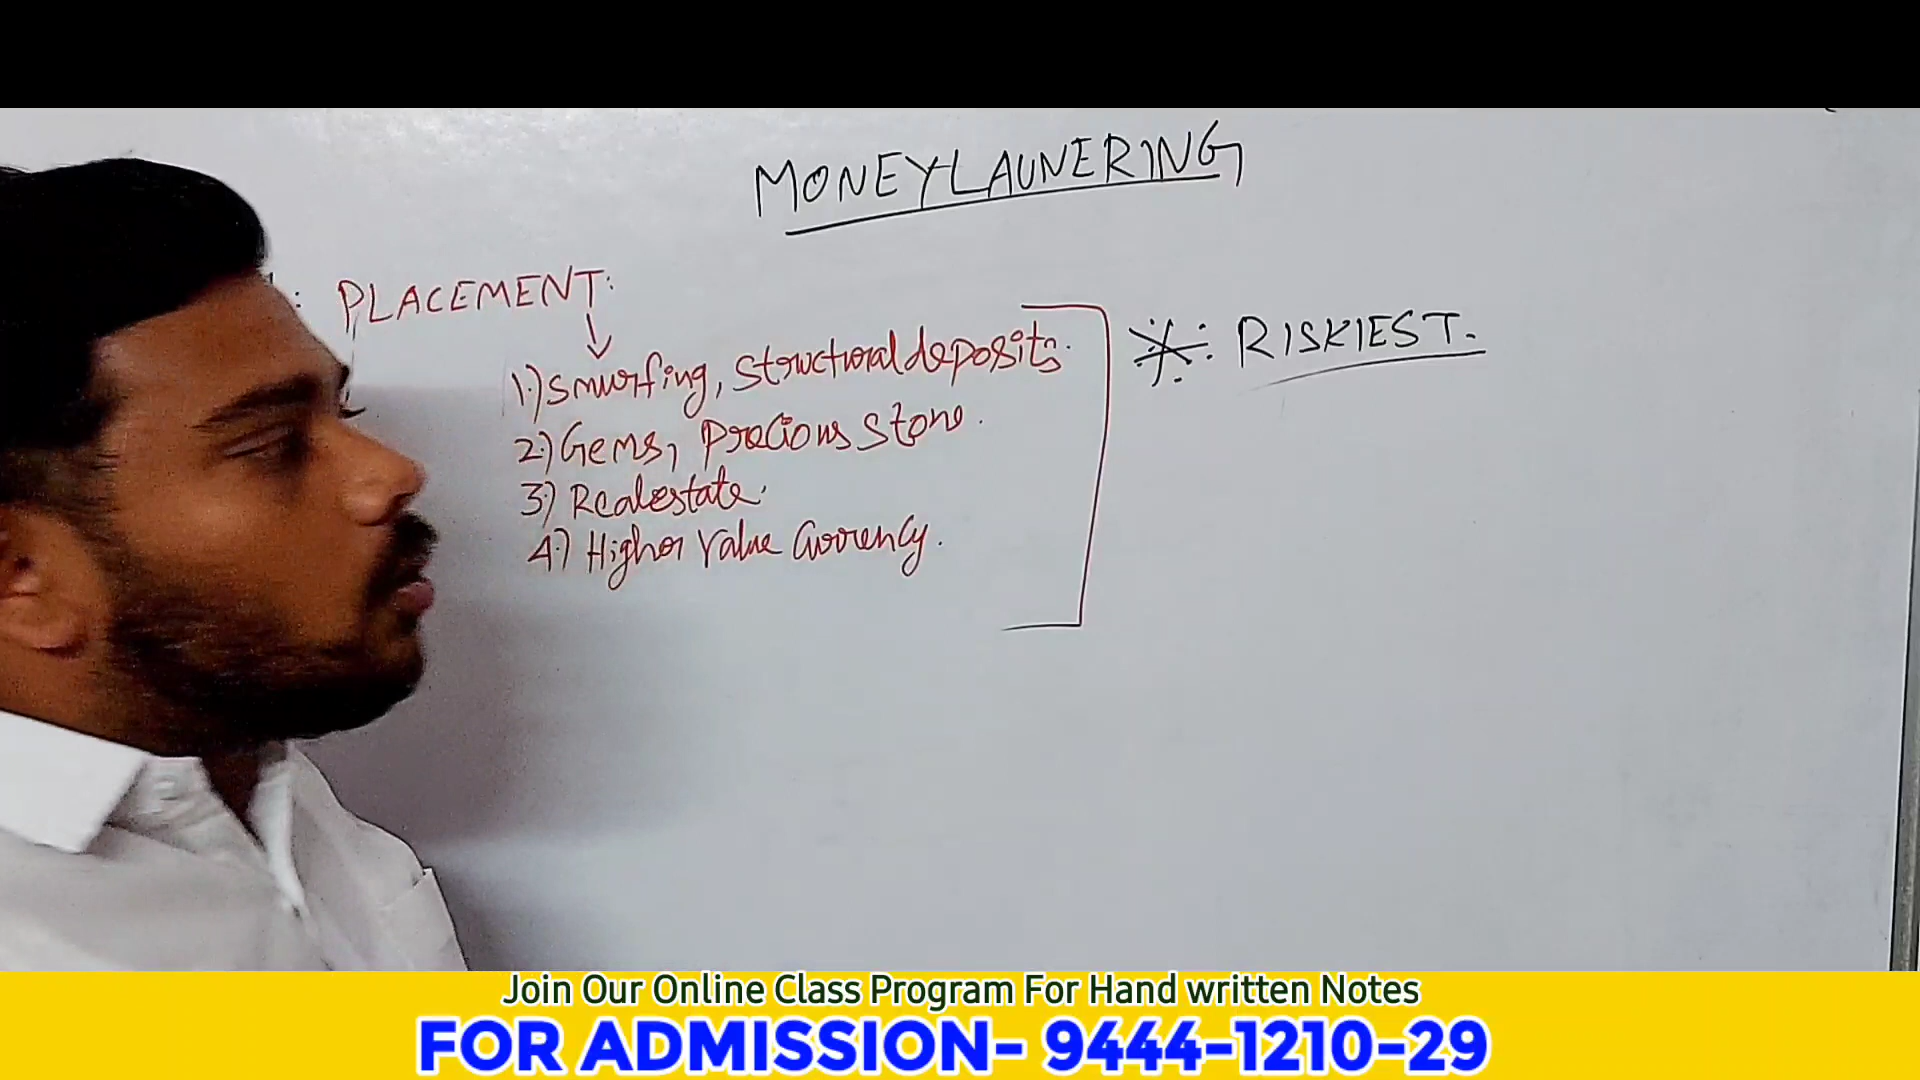 MONEYLAUNERING
: PLACEMENT:
1.) Smurfing, Structural deposits.
2.) Gems, Precious Stone.
3.) Realestate.
4.) Higher Value Currency.
: RISKIEST.
Join Our Online Class Program For Hand written Notes
FOR ADMISSION- 9444-1210-29